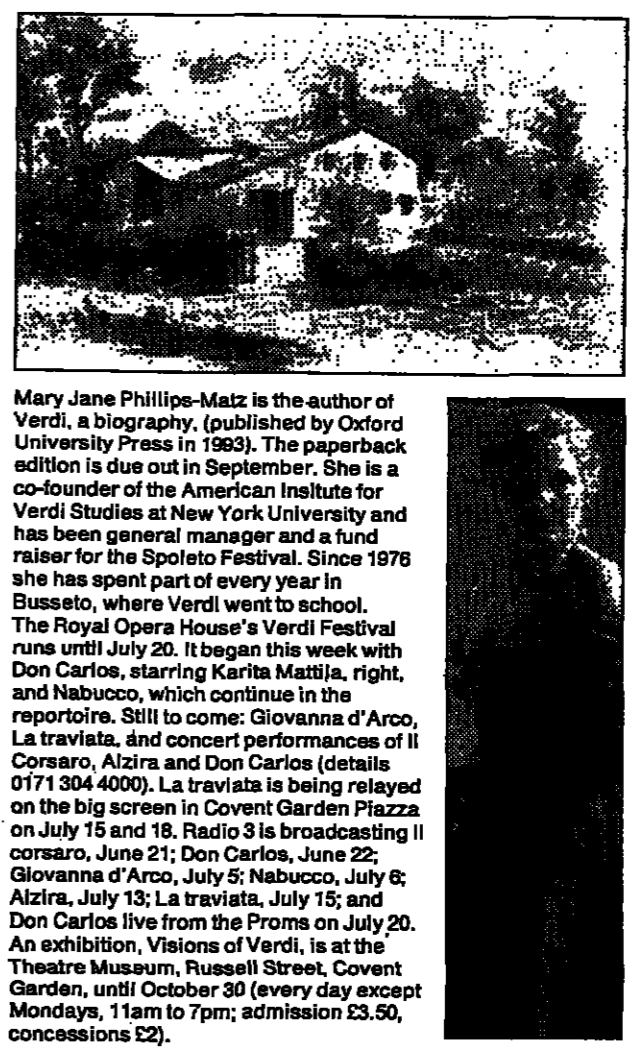 Mary Jane Phillips-Matz is the author of
Verdi, a biography, (published by Oxford
University Press in 1993). The paperback
edition is due out in September. She is a
co-founder of the American Insitute for
Verdi Studies at New York University and
has been general manager and a fund
raiser for the Spoleto Festival. Since 1976
she has spent part of every year in
Busseto, where Verdi went to school.
The Royal Opera House's Verdi Festival
runs until July 20. It began this week with
Don Carlos, starring Karita Mattila, right,
and Nabucco, which continue in the
reportoire. Still to come: Giovanna d'Arco,
La traviata, and concert performances of Il
Corsaro, Alzira and Don Carlos (details
0171 304 4000). La traviata is being relayed
on the big screen in Covent Garden Piazza
on July 15 and 18. Radio 3 is broadcasting Il
corsaro, June 21; Don Carlos, June 22;
Giovanna d'Arco, July 5; Nabucco, July 6;
Alzira, July 13; La traviata, July 15; and
Don Carlos live from the Proms on July 20.
An exhibition, Visions of Verdi, is at the
Theatre Museum, Russell Street, Covent
Garden, until October 30 (every day except
Mondays, 11am to 7pm; admission £3.50,
concessions £2).